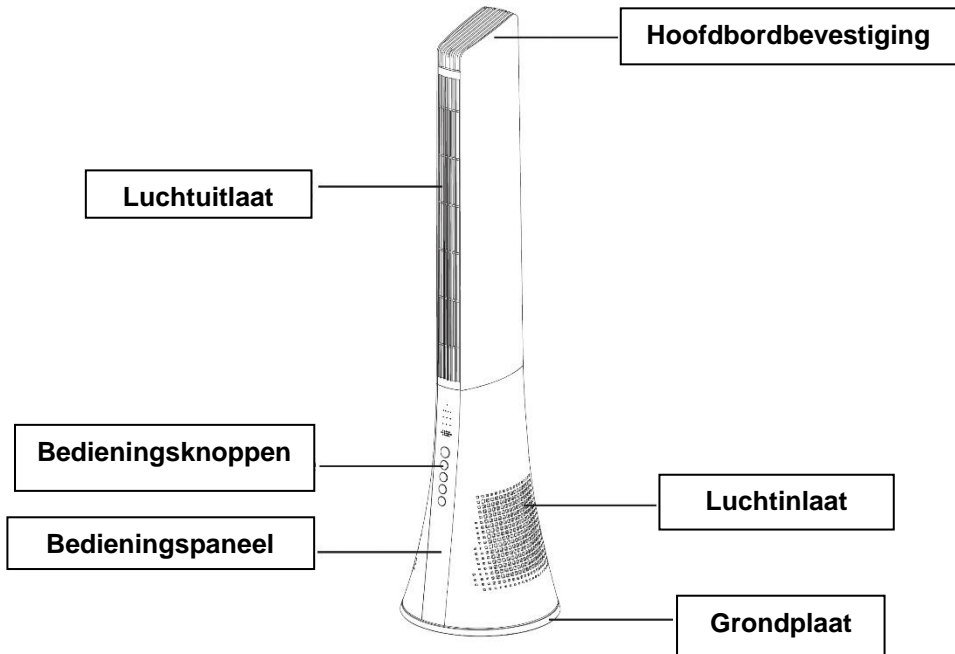 Hoofdbordbevestiging
Luchtuitlaat
Bedieningsknoppen
Luchtinlaat
Bedieningspaneel
Grondplaat